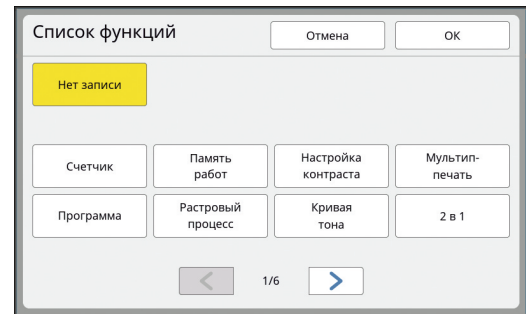 Список функций
Отмена
ОК
Нет записи
Счетчик
Память
работ
Настройка
контраста
Мультип-
печать
Программа
Растровый
процесс
Кривая
тона
2 в 1
1/6